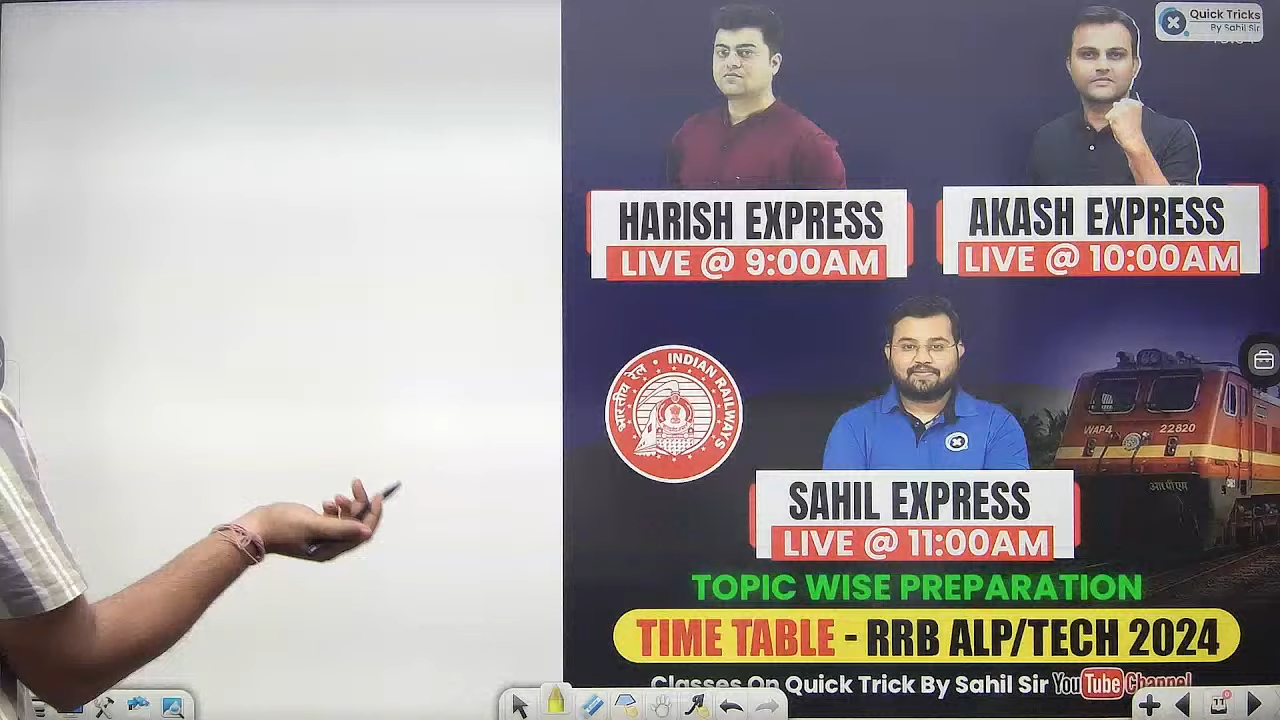 Quick Tricks
By Sahil Sir
HARISH EXPRESS
LIVE @ 9:00AM
AKASH EXPRESS
LIVE @ 10:00AM
भारतीय रेल • INDIAN RAILWAYS
WAP4 22820
SAHIL EXPRESS
LIVE @ 11:00AM
TOPIC WISE PREPARATION
TIME TABLE - RRB ALP/TECH 2024
Classes On Quick Trick By Sahil Sir YouTube Channel